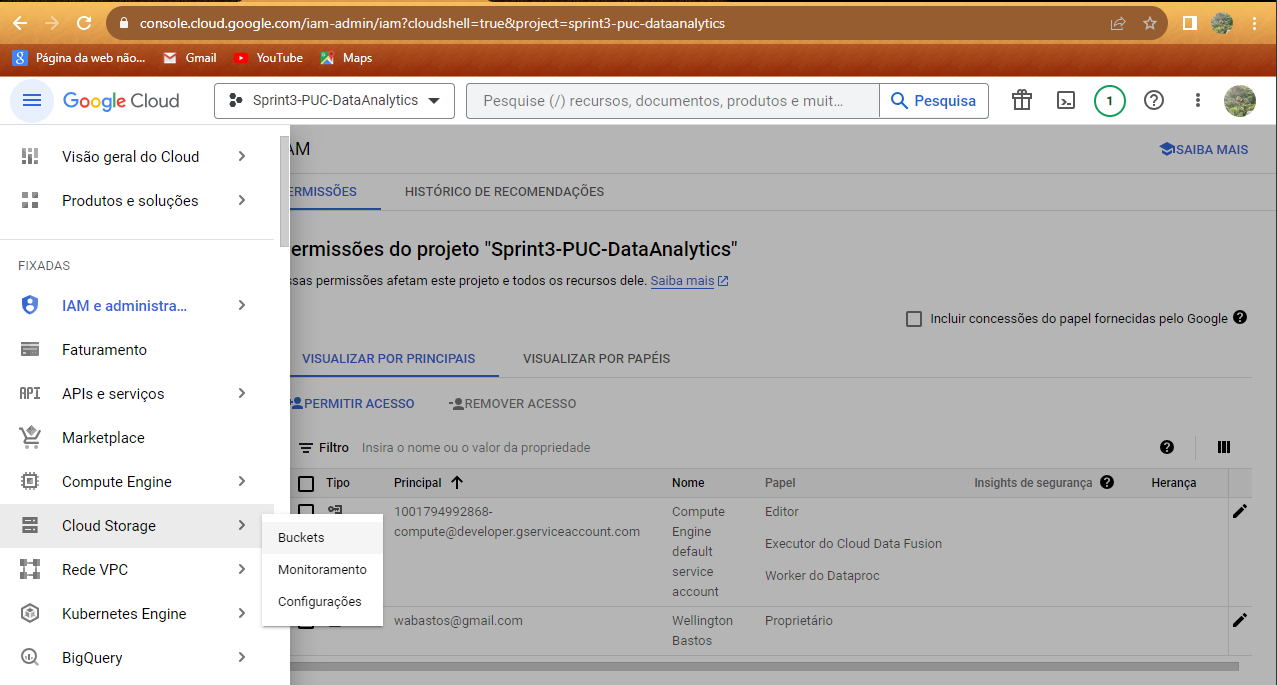 console.cloud.google.com/iam-admin/iam?cloudshell=true&project=sprint3-puc-dataanalytics
Página da web não... Gmail YouTube Maps
Google Cloud Sprint3-PUC-DataAnalytics Pesquise (/) recursos, documentos, produtos e muit... Pesquisa 1
Visão geral do Cloud
Produtos e soluções
FIXADAS
IAM e administra...
Faturamento
API APIs e serviços
Marketplace
Compute Engine
Cloud Storage
Rede VPC
Kubernetes Engine
BigQuery
Buckets
Monitoramento
Configurações
AM SAIBA MAIS
ERMISSÕES HISTÓRICO DE RECOMENDAÇÕES
ermissões do projeto "Sprint3-PUC-DataAnalytics"
ssas permissões afetam este projeto e todos os recursos dele. Saiba mais
Incluir concessões do papel fornecidas pelo Google
VISUALIZAR POR PRINCIPAIS VISUALIZAR POR PAPÉIS
PERMITIR ACESSO REMOVER ACESSO
Filtro Insira o nome ou o valor da propriedade
Tipo Principal Nome Papel Insights de segurança Herança
1001794992868-
compute@developer.gserviceaccount.com
Compute
Engine
default
service
account
Editor
Executor do Cloud Data Fusion
Worker do Dataproc
wabastos@gmail.com
Wellington
Bastos
Proprietário